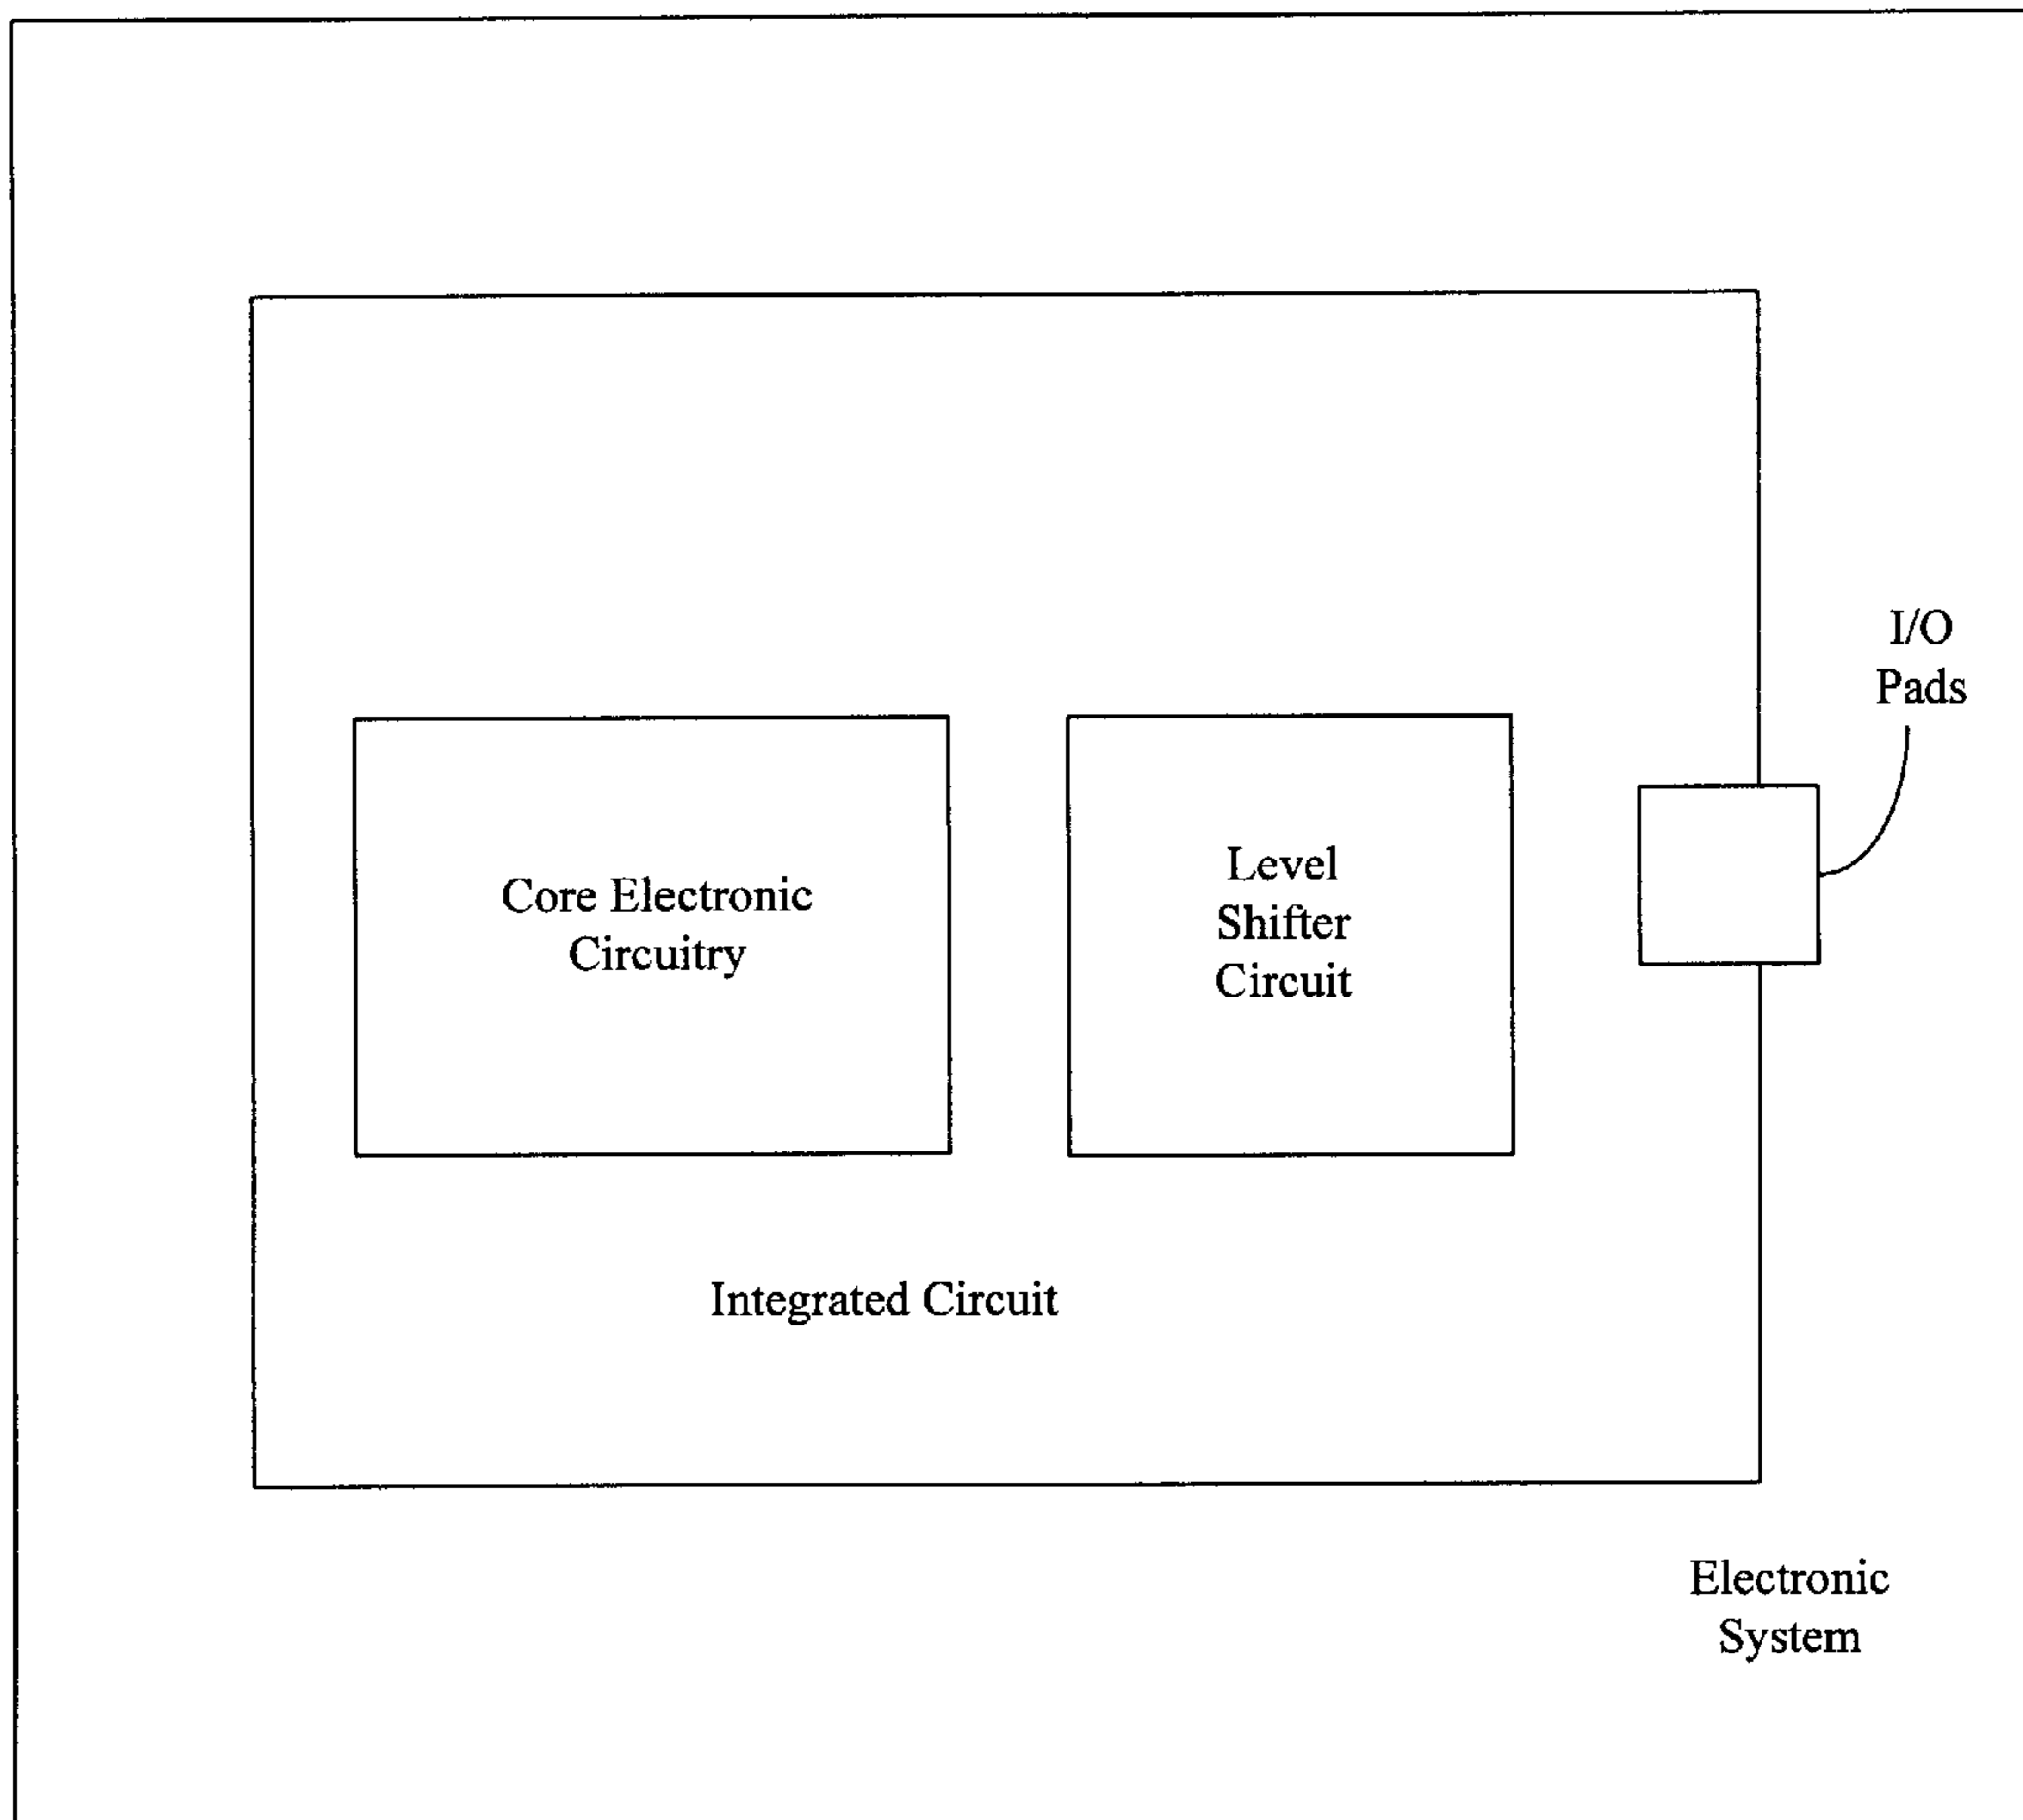 I/O
Pads
Core Electronic
Circuitry
Level
Shifter
Circuit
Integrated Circuit
Electronic
System